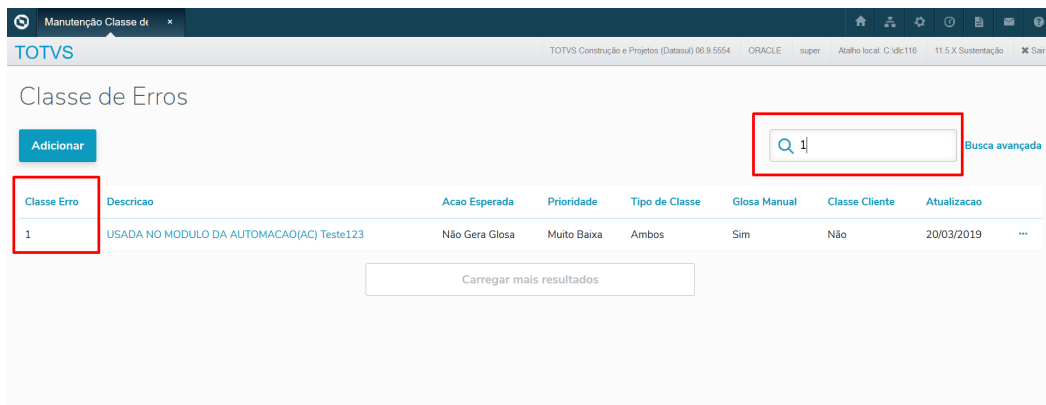 Manutenção Classe de ×
TOTVS TOTVS Construção e Projetos (Datasul) 06.9.5554 ORACLE super Atalho local: C:\dlc116 11.5.X Sustentação Sair
Classe de Erros
Adicionar 1 Busca avançada
Classe Erro Descricao Acao Esperada Prioridade Tipo de Classe Glosa Manual Classe Cliente Atualizacao
1 USADA NO MODULO DA AUTOMACAO(AC) Teste123 Não Gera Glosa Muito Baixa Ambos Sim Não 20/03/2019 ...
Carregar mais resultados